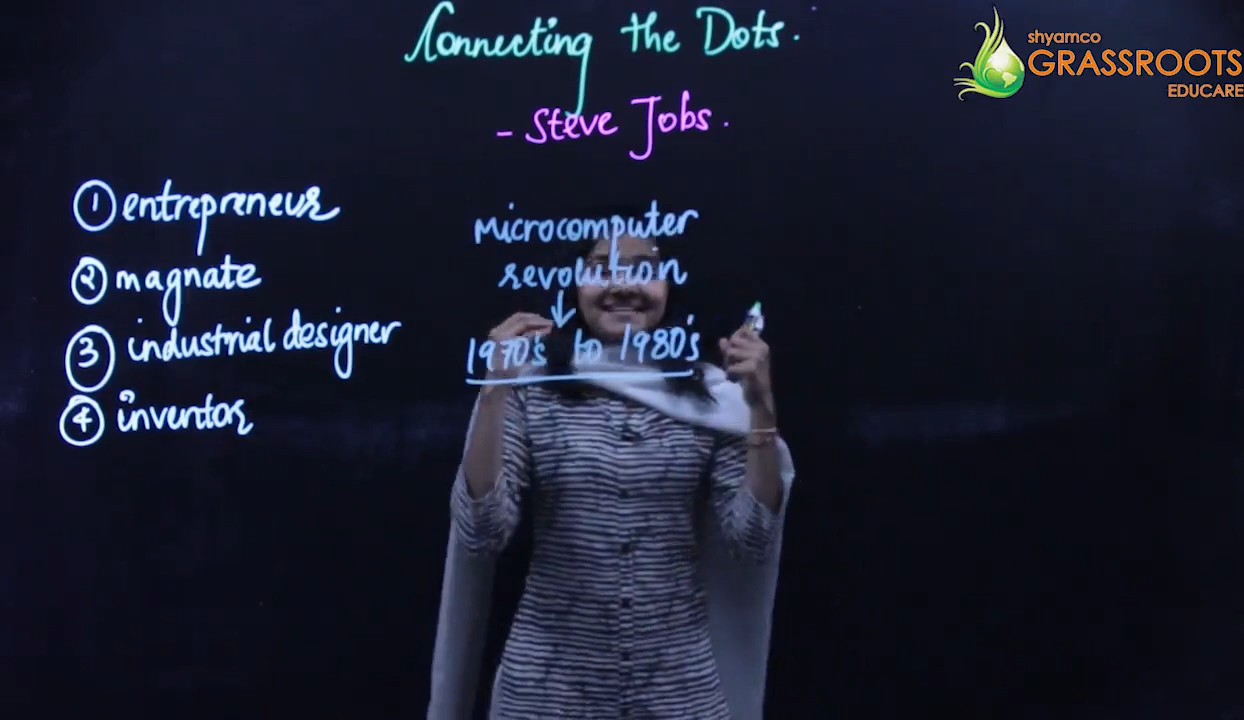 Connecting the Dots.
- Steve Jobs.
shyamco
GRASSROOTS
EDUCARE
① entrepreneur
② magnate
③ industrial designer
④ inventor
microcomputer
revolution
↓
1970's to 1980's